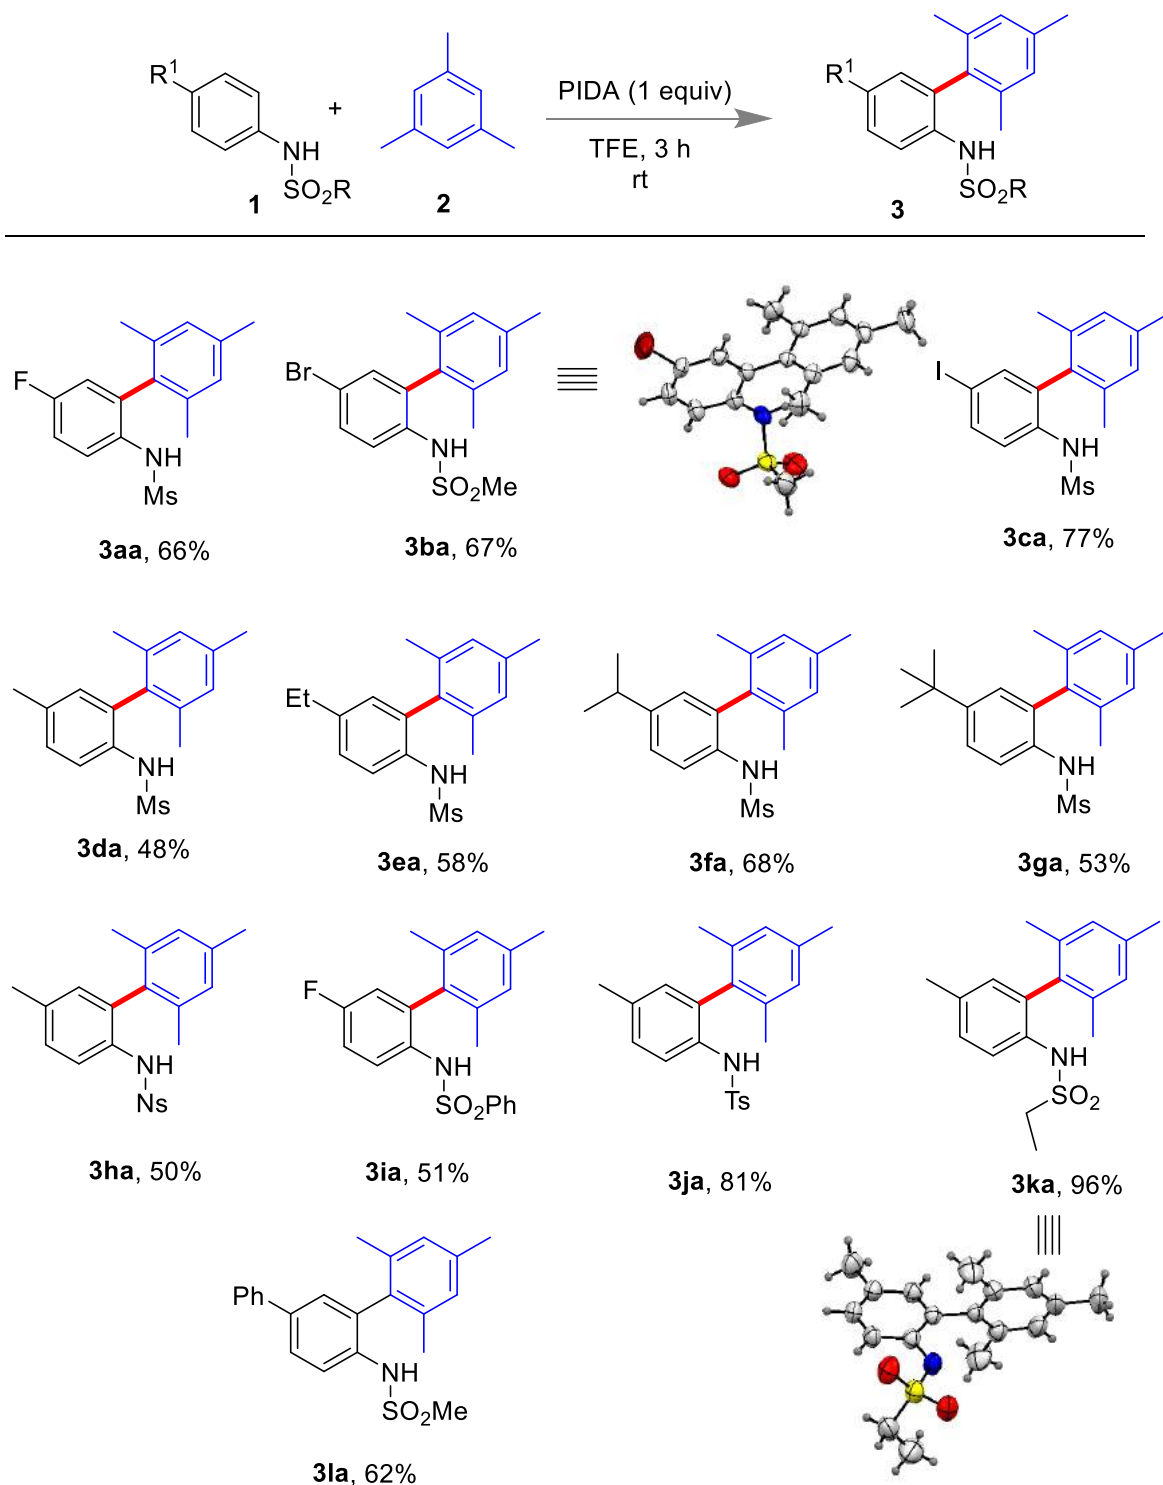 R¹
+
NH
SO₂R
1
2
PIDA (1 equiv)
TFE, 3 h
rt
R¹
NH
SO₂R
3
F
NH
Ms
3aa, 66%
Br
NH
SO₂Me
3ba, 67%
I
NH
Ms
3ca, 77%
NH
Ms
3da, 48%
Et
NH
Ms
3ea, 58%
NH
Ms
3fa, 68%
NH
Ms
3ga, 53%
NH
Ns
3ha, 50%
F
NH
SO₂Ph
3ia, 51%
NH
Ts
3ja, 81%
NH
SO₂
3ka, 96%
Ph
NH
SO₂Me
3la, 62%